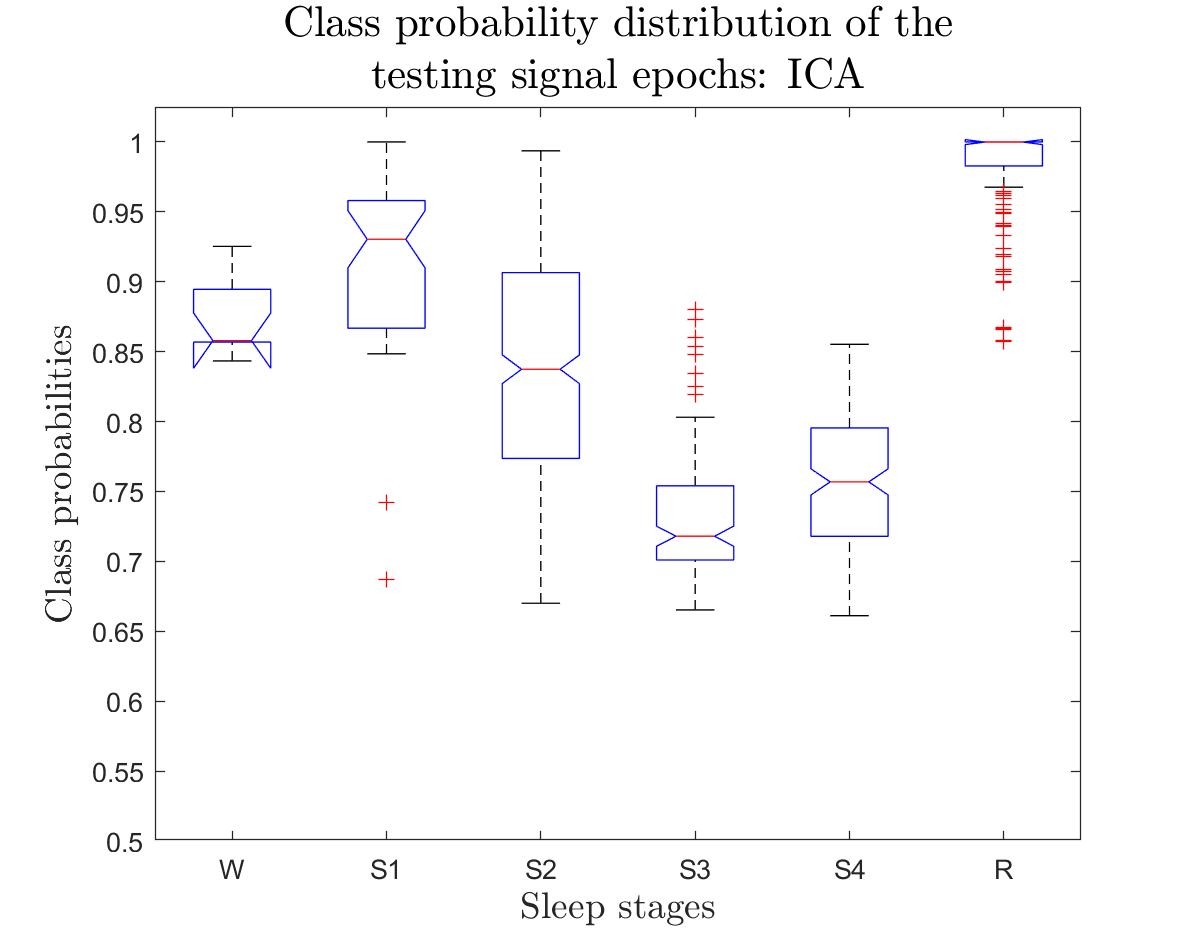 Class probability distribution of the
testing signal epochs: ICA
Class probabilities
1
0.95
0.9
0.85
0.8
0.75
0.7
0.65
0.6
0.55
0.5
W S1 S2 S3 S4 R
Sleep stages